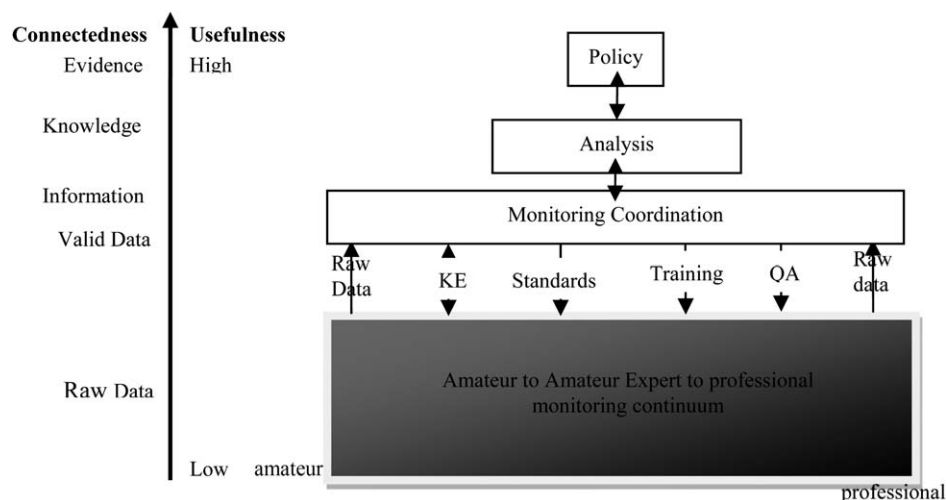 Connectedness
Usefulness
Evidence
High
Policy
Knowledge
Analysis
Information
Monitoring Coordination
Valid Data
Raw
Data
KE
Standards
Training
QA
Raw
data
Raw Data
Amateur to Amateur Expert to professional
monitoring continuum
Low amateur
professional